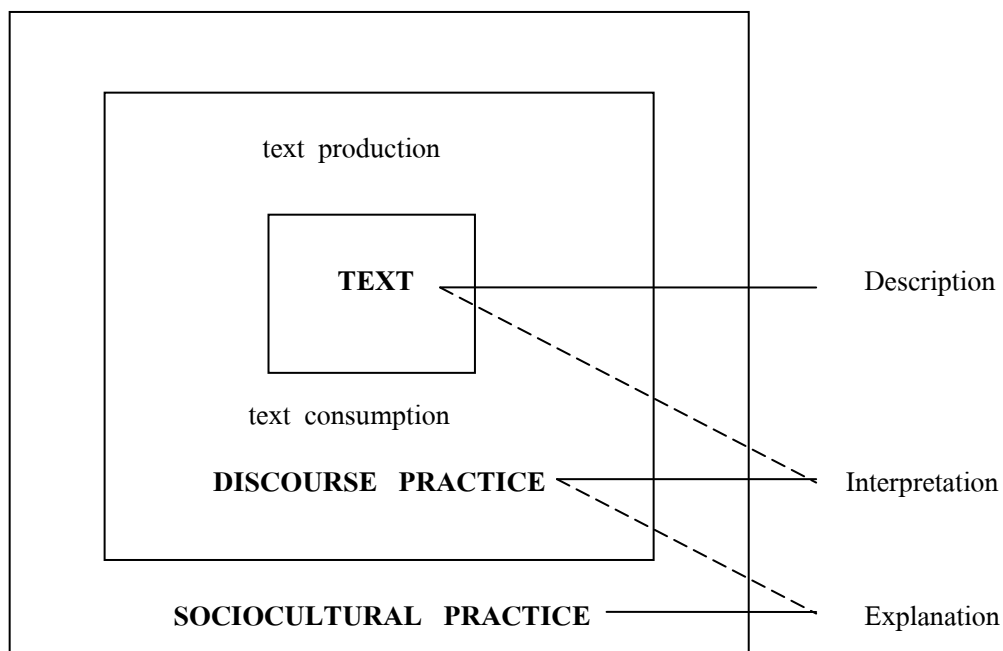 text production
TEXT
Description
text consumption
DISCOURSE PRACTICE
Interpretation
SOCIOCULTURAL PRACTICE
Explanation